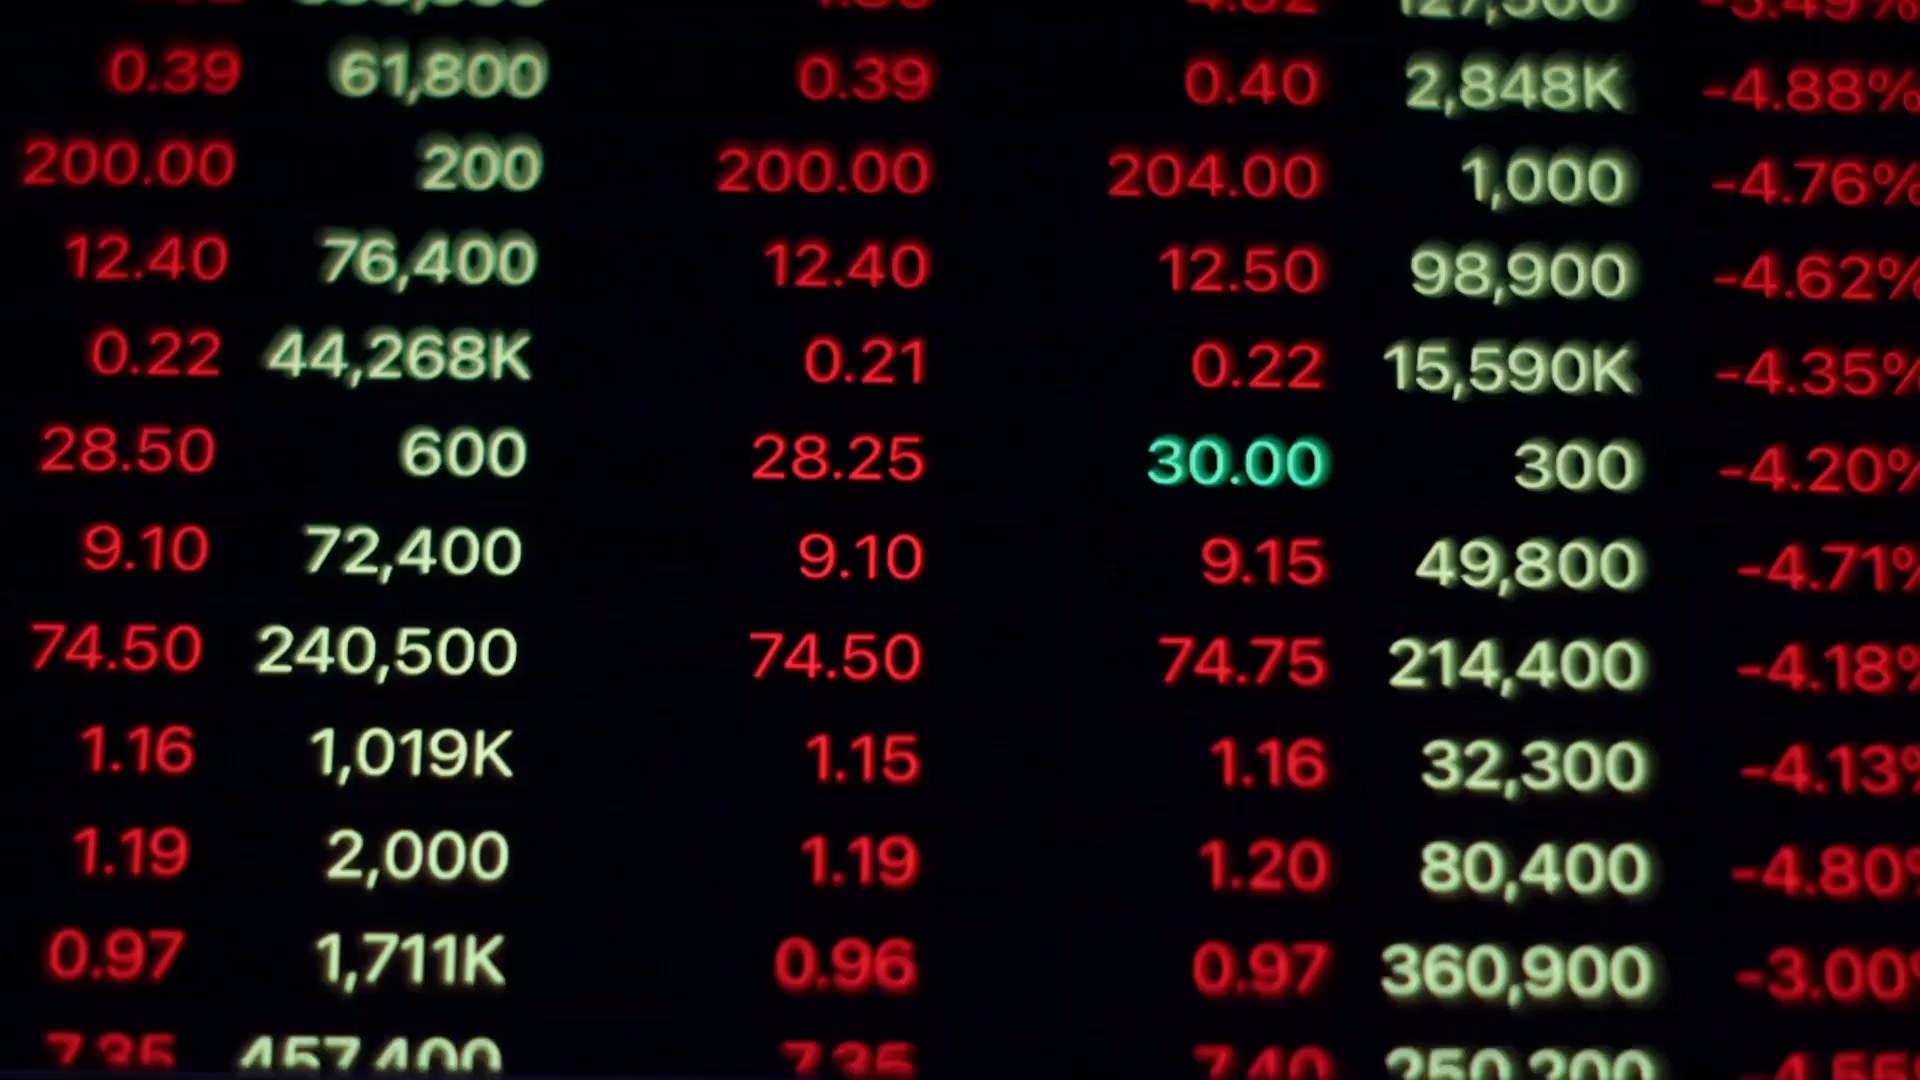 0.39 61,800 0.39 0.40 2,848K -4.88%
200.00 200 200.00 204.00 1,000 -4.76%
12.40 76,400 12.40 12.50 98,900 -4.62%
0.22 44,268K 0.21 0.22 15,590K -4.35%
28.50 600 28.25 30.00 300 -4.20%
9.10 72,400 9.10 9.15 49,800 -4.71%
74.50 240,500 74.50 74.75 214,400 -4.18%
1.16 1,019K 1.15 1.16 32,300 -4.13%
1.19 2,000 1.19 1.20 80,400 -4.80%
0.97 1,711K 0.96 0.97 360,900 -3.00%
7.35 457,400 7.35 7.40 250,200 -4.55%